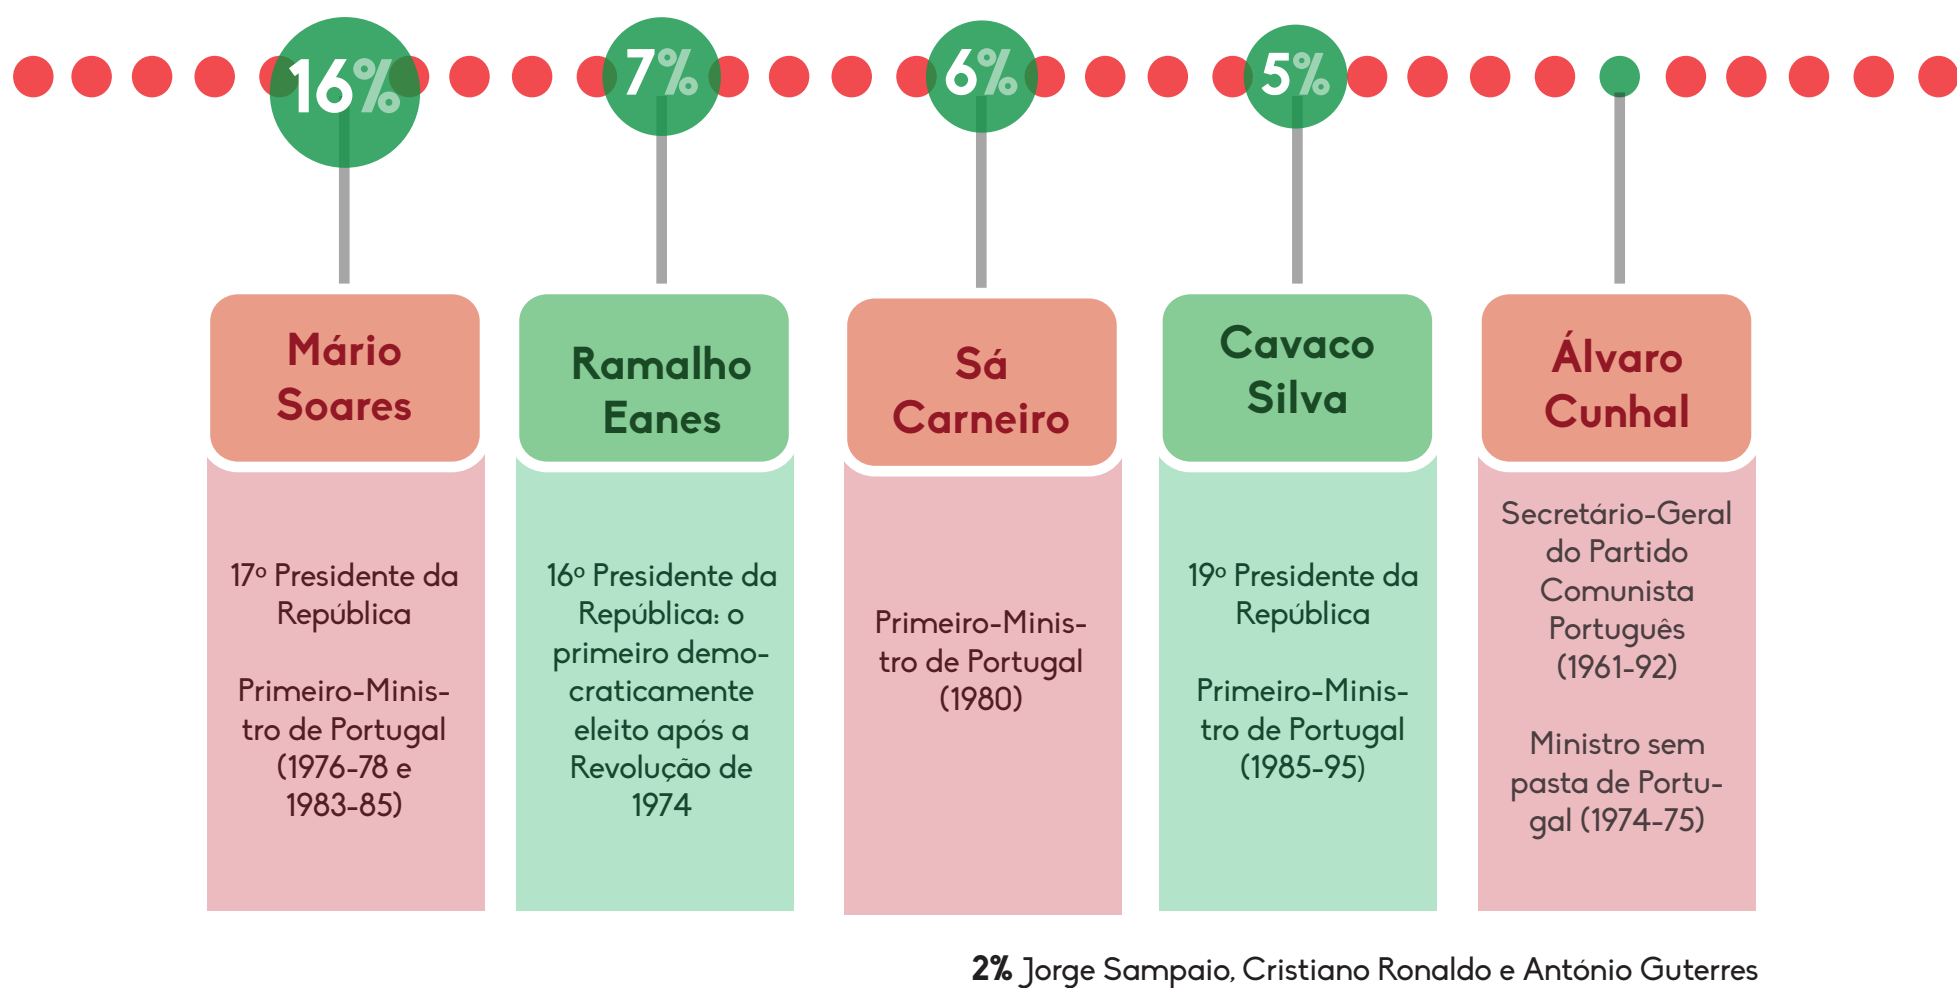 16%
7%
6%
5%
Mário
Soares
17º Presidente da
República
Primeiro-Minis-
tro de Portugal
(1976-78 e
1983-85)
Ramalho
Eanes
16º Presidente da
República: o
primeiro demo-
craticamente
eleito após a
Revolução de
1974
Sá
Carneiro
Primeiro-Minis-
tro de Portugal
(1980)
Cavaco
Silva
19º Presidente da
República
Primeiro-Minis-
tro de Portugal
(1985-95)
Álvaro
Cunhal
Secretário-Geral
do Partido
Comunista
Português
(1961-92)
Ministro sem
pasta de Portu-
gal (1974-75)
2% Jorge Sampaio, Cristiano Ronaldo e António Guterres